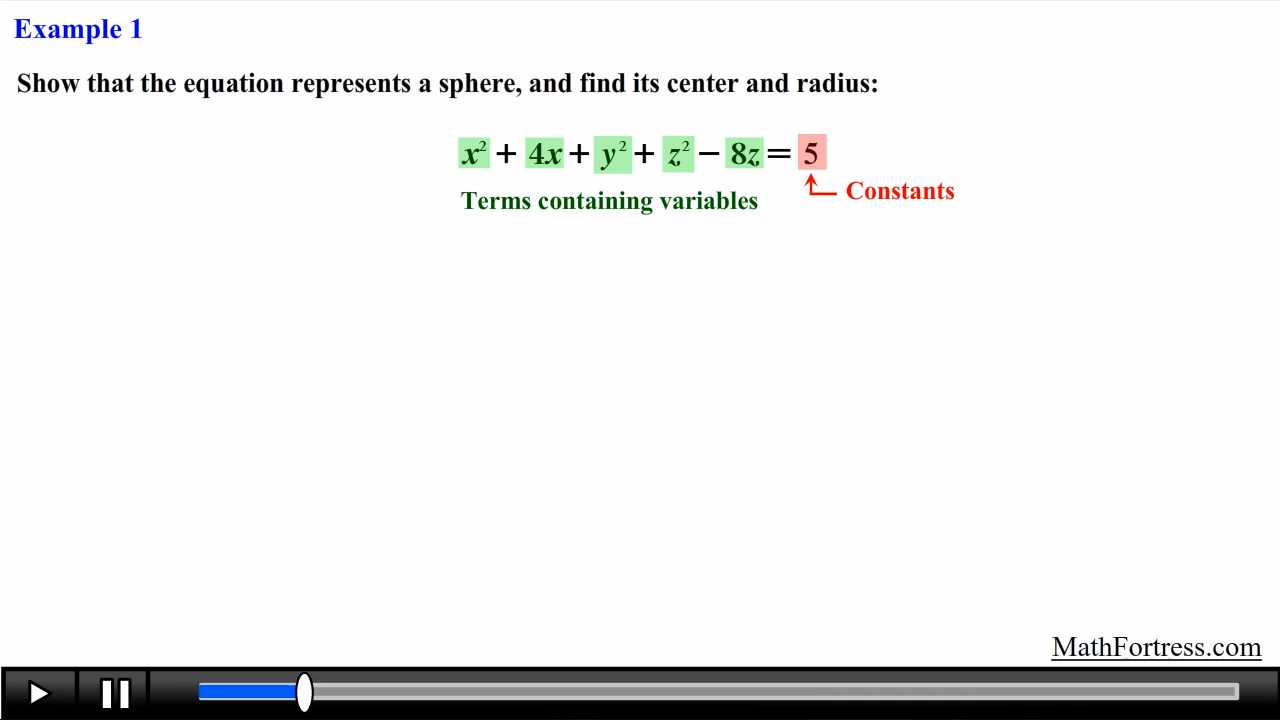 Example 1
Show that the equation represents a sphere, and find its center and radius:
x² + 4x + y² + z² − 8z = 5
Terms containing variables
Constants
MathFortress.com